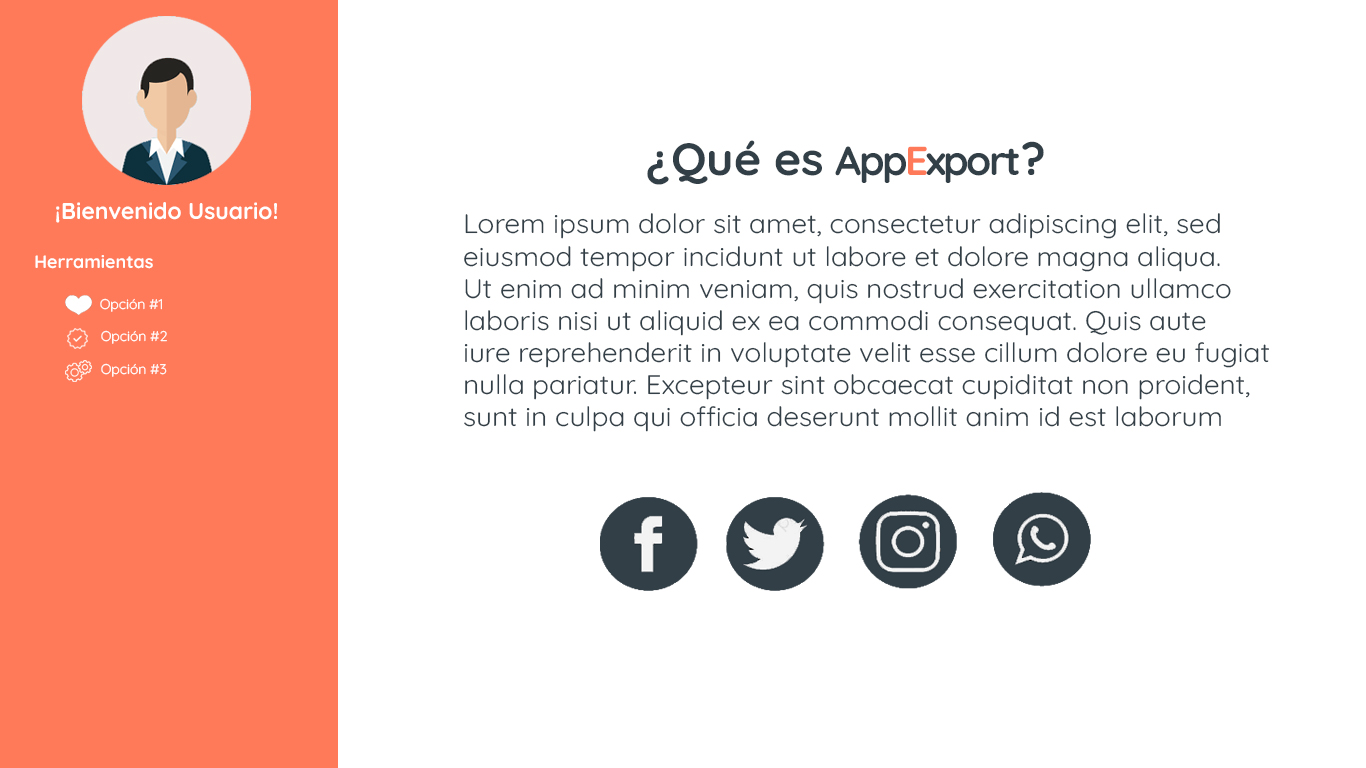 ¡Bienvenido Usuario!
Herramientas
Opción #1
Opción #2
Opción #3
¿Qué es AppExport?
Lorem ipsum dolor sit amet, consectetur adipiscing elit, sed
eiusmod tempor incidunt ut labore et dolore magna aliqua.
Ut enim ad minim veniam, quis nostrud exercitation ullamco
laboris nisi ut aliquid ex ea commodi consequat. Quis aute
iure reprehenderit in voluptate velit esse cillum dolore eu fugiat
nulla pariatur. Excepteur sint obcaecat cupiditat non proident,
sunt in culpa qui officia deserunt mollit anim id est laborum